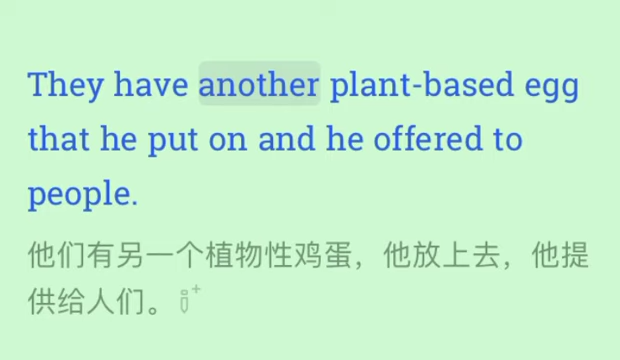 They have another plant-based egg
that he put on and he offered to
people.
他们有另一个植物性鸡蛋，他放上去，他提
供给人们。